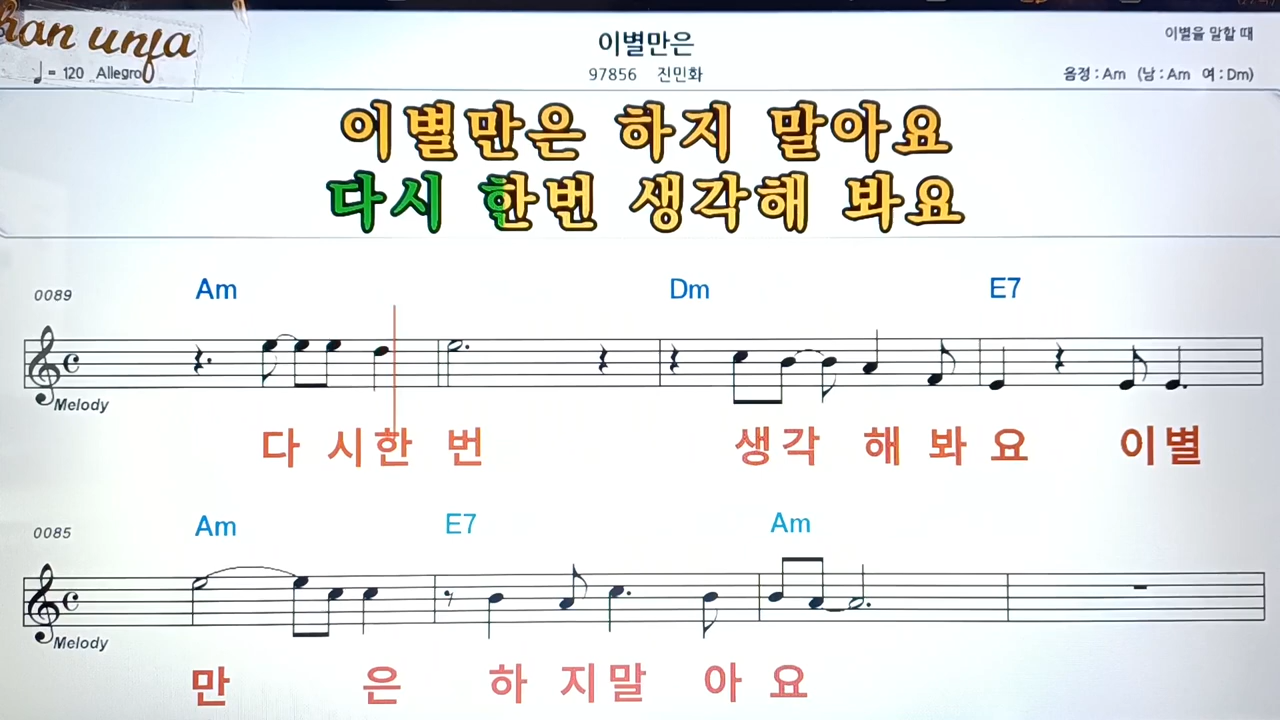 han unfa
♩= 120 Allegro
이별만은
97856 진민화
이별을 말할 때
음정 : Am (남 : Am 여 : Dm)
이별만은 하지 말아요
다시 한번 생각해 봐요
0089
Am Dm E7
Melody
다 시한 번 생각 해 봐 요 이별
0085
Am E7 Am
Melody
만 은 하 지말 아 요